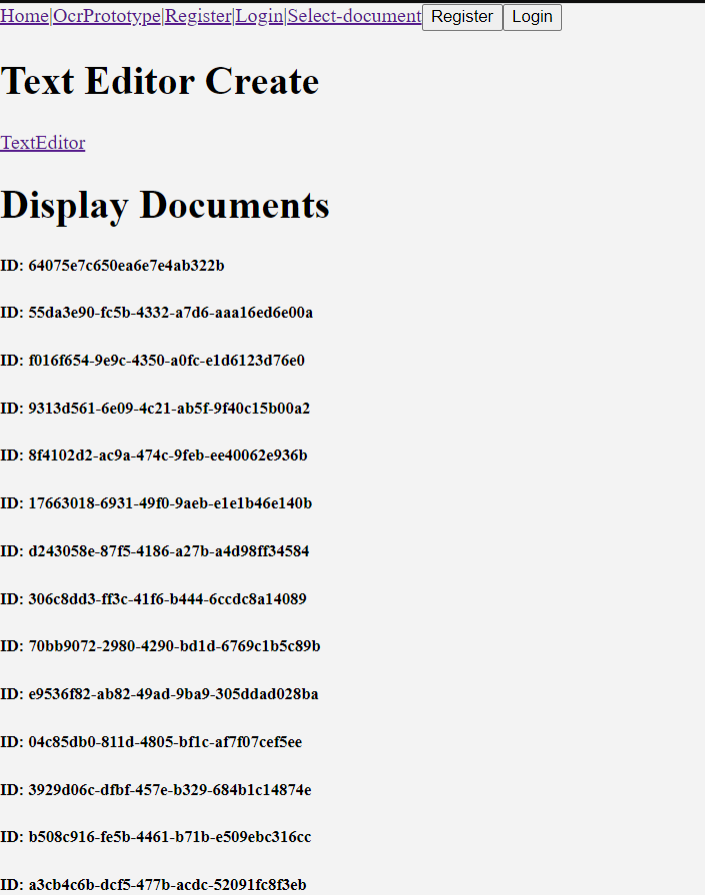 Home|OcrPrototype|Register|Login|Select-document Register Login
Text Editor Create
TextEditor
Display Documents
ID: 64075e7c650ea6e7e4ab322b
ID: 55da3e90-fc5b-4332-a7d6-aaa16ed6e00a
ID: f016f654-9e9c-4350-a0fc-e1d6123d76e0
ID: 9313d561-6e09-4c21-ab5f-9f40c15b00a2
ID: 8f4102d2-ac9a-474c-9feb-ee40062e936b
ID: 17663018-6931-49f0-9aeb-e1e1b46e140b
ID: d243058e-87f5-4186-a27b-a4d98ff34584
ID: 306c8dd3-ff3c-41f6-b444-6ccdc8a14089
ID: 70bb9072-2980-4290-bd1d-6769c1b5c89b
ID: e9536f82-ab82-49ad-9ba9-305ddad028ba
ID: 04c85db0-811d-4805-bf1c-af7f07cef5ee
ID: 3929d06c-dfbf-457e-b329-684b1c14874e
ID: b508c916-fe5b-4461-b71b-e509ebc316cc
ID: a3cb4c6b-dcf5-477b-acdc-52091fc8f3eb